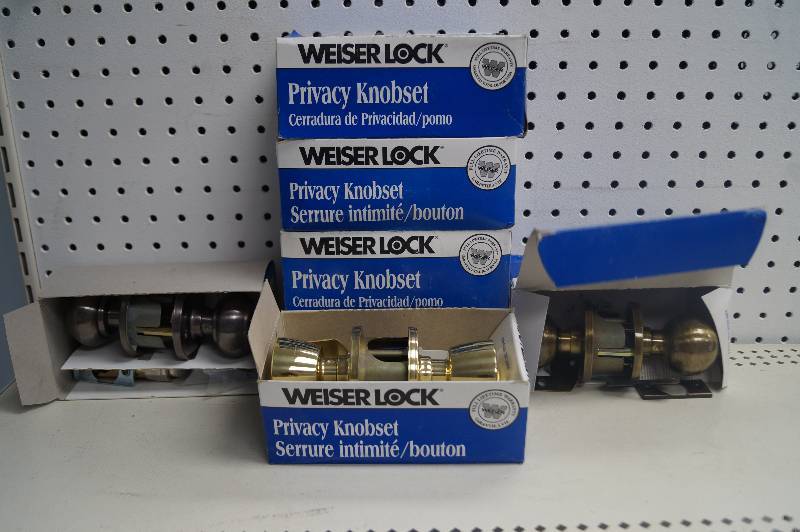 WEISER LOCK
Privacy Knobset
Cerradura de Privacidad/pomo
WEISER LOCK
Privacy Knobset
Serrure intimité/bouton
WEISER LOCK
Privacy Knobset
Cerradura de Privacidad/pomo
WEISER LOCK
Privacy Knobset
Serrure intimité/bouton